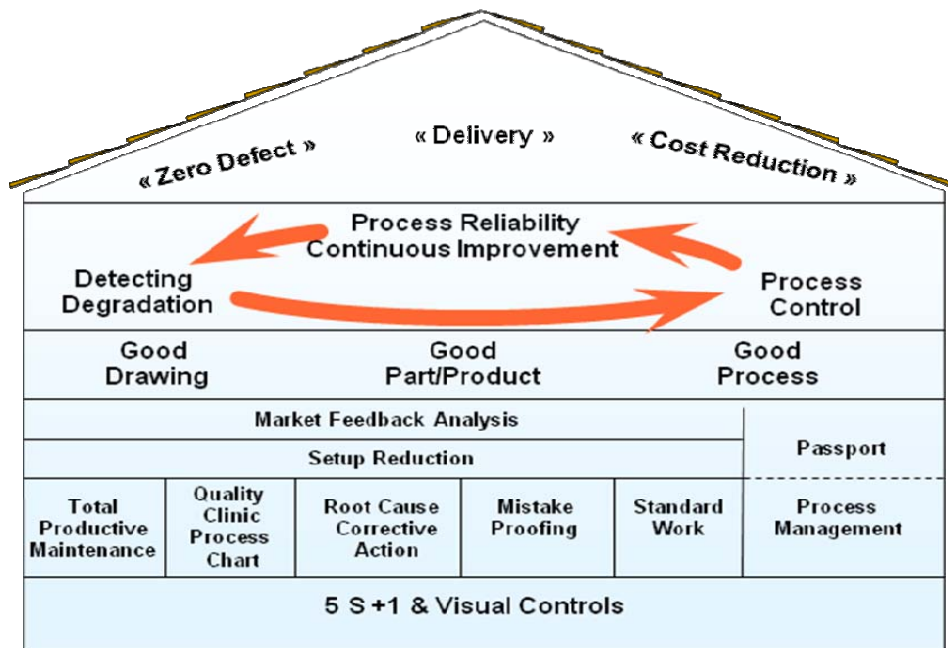 « Zero Defect »
« Delivery »
« Cost Reduction »
Process Reliability
Continuous Improvement
Detecting
Degradation
Process
Control
Good
Drawing
Good
Part/Product
Good
Process
Market Feedback Analysis
Setup Reduction
Passport
Total
Productive
Maintenance
Quality
Clinic
Process
Chart
Root Cause
Corrective
Action
Mistake
Proofing
Standard
Work
Process
Management
5 S +1 & Visual Controls